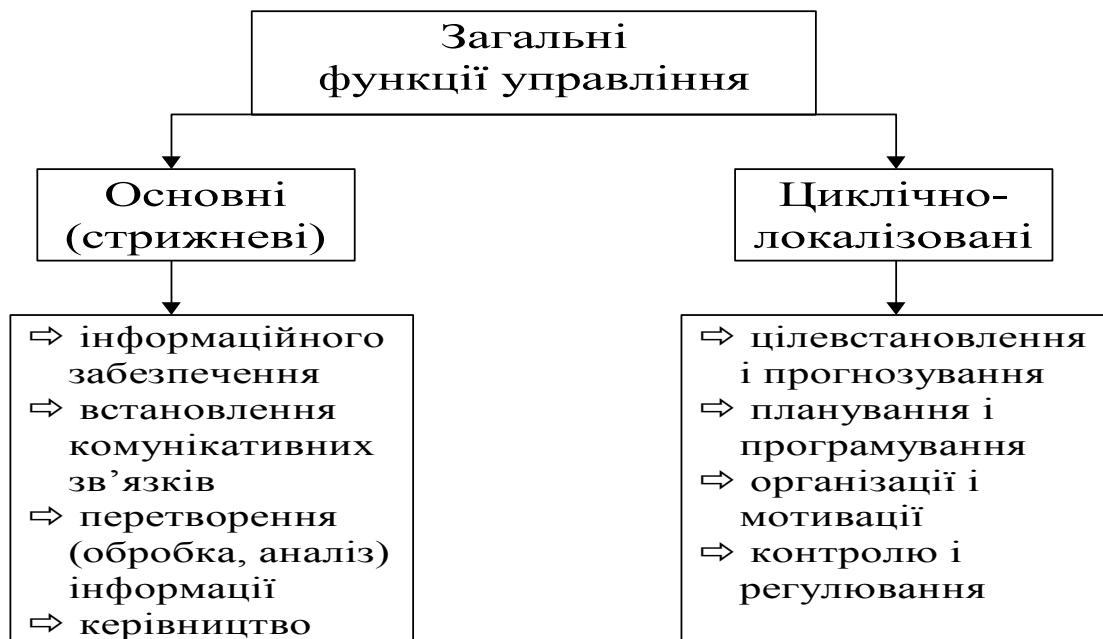 Загальні
функції управління
Основні
(стрижневі)
Циклічно-
локалізовані
⇨ інформаційного
забезпечення
⇨ встановлення
комунікативних
зв’язків
⇨ перетворення
(обробка, аналіз)
інформації
⇨ керівництво
⇨ цілевстановлення
і прогнозування
⇨ планування і
програмування
⇨ організації і
мотивації
⇨ контролю і
регулювання